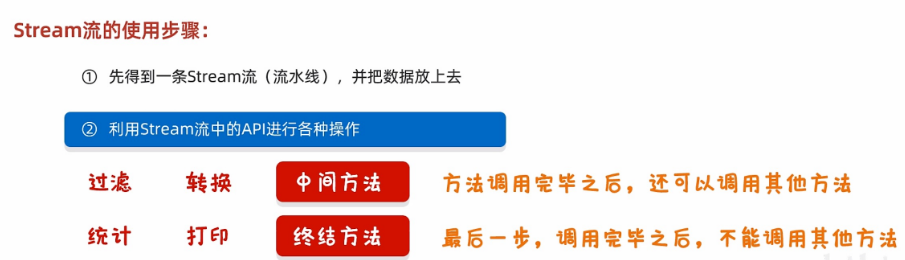 Stream流的使用步骤：
① 先得到一条Stream流（流水线），并把数据放上去
② 利用Stream流中的API进行各种操作
过滤 转换 中间方法 方法调用完毕之后，还可以调用其他方法
统计 打印 终结方法 最后一步，调用完毕之后，不能调用其他方法